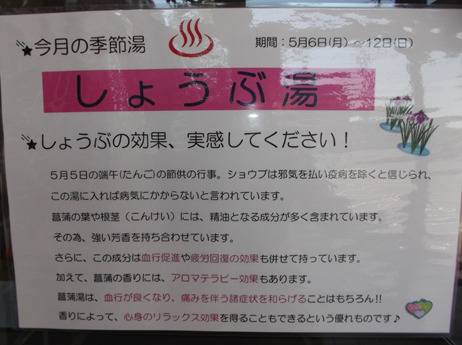 ★今月の季節湯
期間:5月6日(月)~12日(日)
しょうぶ湯
★しょうぶの効果、実感してください!
5月5日の端午(たんご)の節供の行事。ショウブは邪気を払い疫病を除くと信じられ、
この湯に入れば病気にかからないと言われています。
菖蒲の葉や根茎(こんけい)には、精油となる成分が多く含まれています。
その為、強い芳香を持ち合わせています。
さらに、この成分は血行促進や疲労回復の効果も併せて持っています。
加えて、菖蒲の香りには、アロマテラピー効果もあります。
菖蒲湯は、血行が良くなり、痛みを伴う諸症状を和らげることはもちろん!!
香りによって、心身のリラックス効果を得ることもできるという優れものです♪